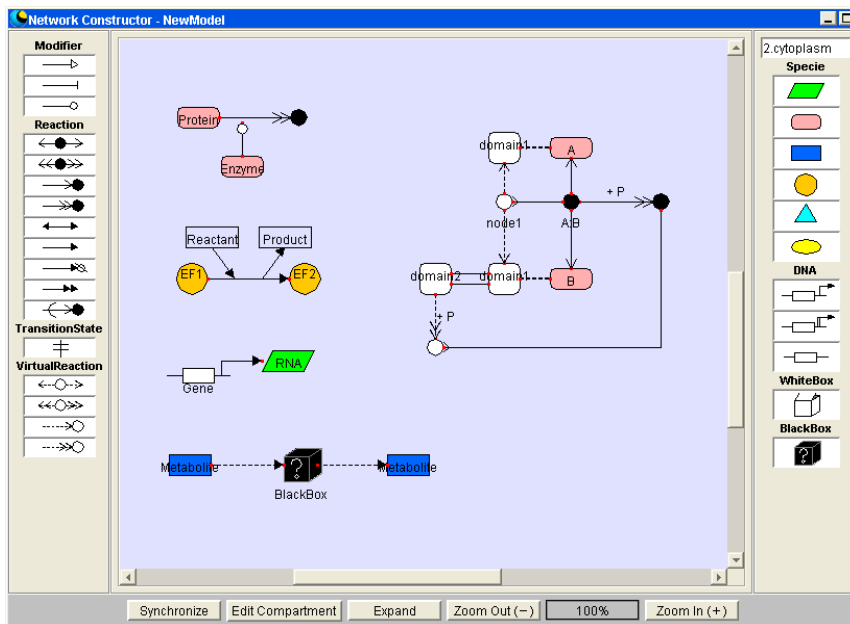 Network Constructor - NewModel
Modifier
Reaction
TransitionState
VirtualReaction
Protein
Enzyme
Reactant
Product
EF1
EF2
RNA
Gene
Metabolite
?
BlackBox
Metabolite
domain1
A
+ P
node1
A:B
domain2
domain1
B
+ P
2.cytoplasm
Specie
DNA
WhiteBox
BlackBox
?
Synchronize
Edit Compartment
Expand
Zoom Out (−)
100%
Zoom In (+)